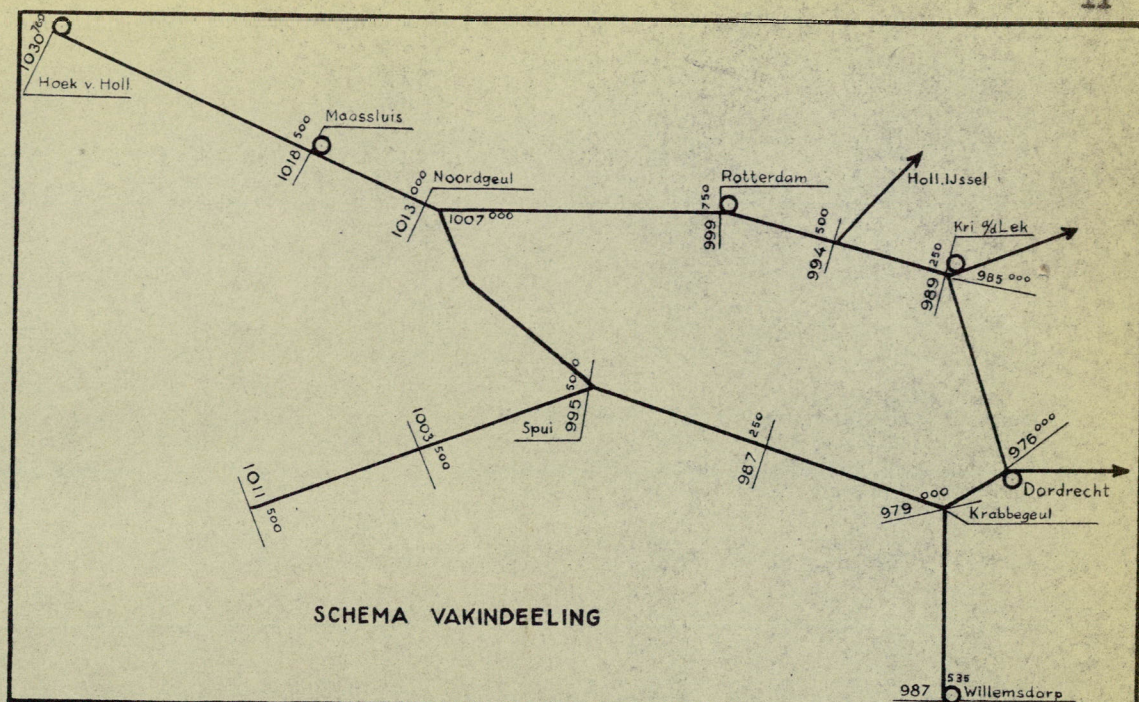 11
1030 760
Hoek v. Holl.
Maassluis
1018 500
Noordgeul
1013 000
1007 000
Rotterdam
999 750
994 500
Holl. IJssel
Kri a/d Lek
989 250
985 000
995 500
Spui
1003 500
1011 500
987 250
976 000
Dordrecht
979 000
Krabbegeul
SCHEMA VAKINDEELING
987 535
Willemsdorp